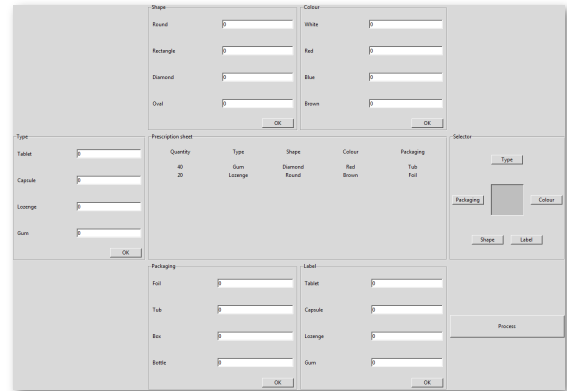 Shape
Round 0
Rectangle 0
Diamond 0
Oval 0
OK
Colour
White 0
Red 0
Blue 0
Brown 0
OK
Type
Tablet 0
Capsule 0
Lozenge 0
Gum 0
OK
Prescription sheet
Quantity Type Shape Colour Packaging
40 Gum Diamond Red Tub
20 Lozenge Round Brown Foil
Selector
Type
Packaging Colour
Shape Label
Packaging
Foil 0
Tub 0
Box 0
Bottle 0
OK
Label
Tablet 0
Capsule 0
Lozenge 0
Gum 0
OK
Process